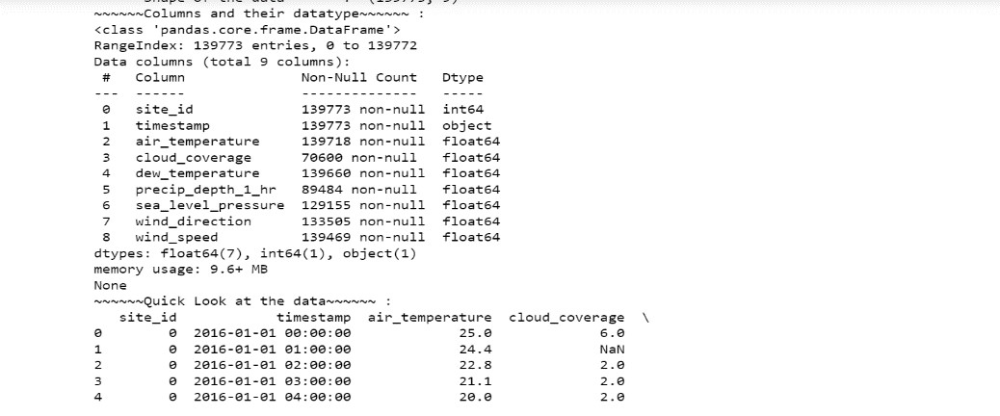 ~~~~~~Columns and their datatype~~~~~~ :
<class 'pandas.core.frame.DataFrame'>
RangeIndex: 139773 entries, 0 to 139772
Data columns (total 9 columns):
 #   Column              Non-Null Count   Dtype
---  ------              --------------   -----
 0   site_id             139773 non-null  int64
 1   timestamp           139773 non-null  object
 2   air_temperature     139718 non-null  float64
 3   cloud_coverage      70600 non-null   float64
 4   dew_temperature     139660 non-null  float64
 5   precip_depth_1_hr   89484 non-null   float64
 6   sea_level_pressure  129155 non-null  float64
 7   wind_direction      133505 non-null  float64
 8   wind_speed          139469 non-null  float64
dtypes: float64(7), int64(1), object(1)
memory usage: 9.6+ MB
None
~~~~~~Quick Look at the data~~~~~~ :
   site_id            timestamp  air_temperature  cloud_coverage  \
0        0  2016-01-01 00:00:00             25.0             6.0
1        0  2016-01-01 01:00:00             24.4             NaN
2        0  2016-01-01 02:00:00             22.8             2.0
3        0  2016-01-01 03:00:00             21.1             2.0
4        0  2016-01-01 04:00:00             20.0             2.0